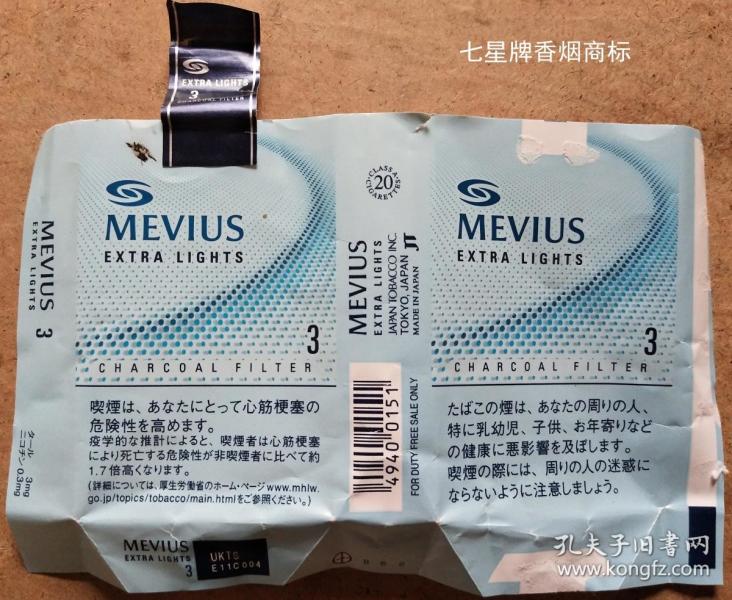 七星牌香烟商标
EXTRA LIGHTS
3
CHARCOAL FILTER
MEVIUS
EXTRA LIGHTS
3
タール 3mg
ニコチン 0.3mg
MEVIUS
EXTRA LIGHTS
3
CHARCOAL FILTER
喫煙は、あなたにとって心筋梗塞の
危険性を高めます。
疫学的な推計によると、喫煙者は心筋梗塞
により死亡する危険性が非喫煙者に比べて約
1.7倍高くなります。
(詳細については、厚生労働省のホーム・ページwww.mhlw.
go.jp/topics/tobacco/main.htmlをご参照ください。)
CLASS A
20
CIGARETTES
MEVIUS
EXTRA LIGHTS
JAPAN TOBACCO INC.
TOKYO, JAPAN
MADE IN JAPAN
JT
49400151
FOR DUTY FREE SALE ONLY
MEVIUS
EXTRA LIGHTS
3
CHARCOAL FILTER
たばこの煙は、あなたの周りの人、
特に乳幼児、子供、お年寄りなど
の健康に悪影響を及ぼします。
喫煙の際には、周りの人の迷惑に
ならないように注意しましょう。
MEVIUS
EXTRA LIGHTS
3
UKTS
E11C004
孔夫子旧书网
www.kongfz.com